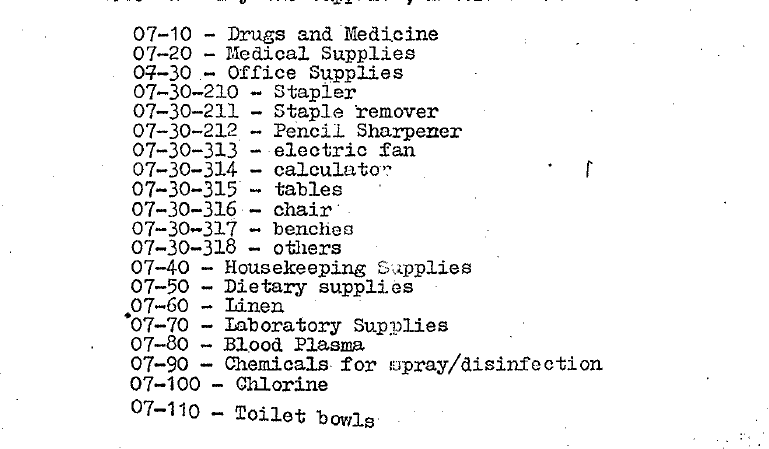 07-10 - Drugs and Medicine
07-20 - Medical Supplies
07-30 - Office Supplies
07-30-210 - Stapler
07-30-211 - Staple remover
07-30-212 - Pencil Sharpener
07-30-313 - electric fan
07-30-314 - calculator
07-30-315 - tables
07-30-316 - chair
07-30-317 - benches
07-30-318 - others
07-40 - Housekeeping Supplies
07-50 - Dietary supplies
07-60 - Linen
07-70 - Laboratory Supplies
07-80 - Blood Plasma
07-90 - Chemicals for spray/disinfection
07-100 - Chlorine
07-110 - Toilet bowls